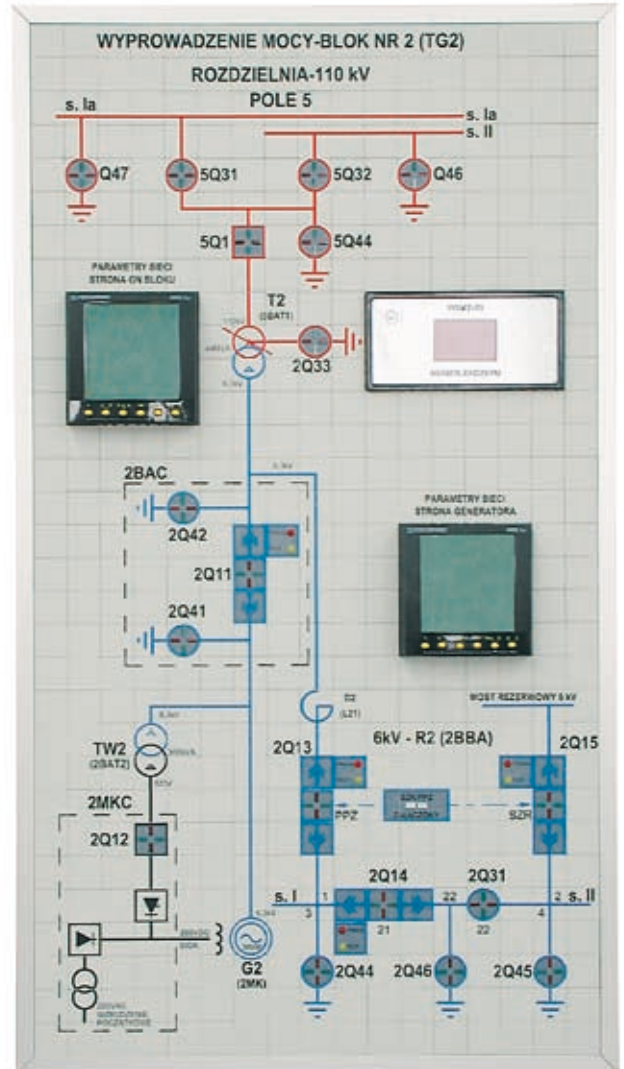 WYPROWADZENIE MOCY-BLOK NR 2 (TG2)
ROZDZIELNIA-110 kV
POLE 5
s. Ia
s. Ia
s. II
Q47
5Q31
5Q32
Q46
5Q1
5Q44
PARAMETRY SIECI
STRONA GN BLOKU
T2
2Q33
2BAC
2Q42
2Q11
2Q41
PARAMETRY SIECI
STRONA GENERATORA
MOST REZERWOWY 6 kV
6kV - R2 (2BBA)
(L21)
2Q13
2Q15
TW2
(2BAT2)
2MKC
2Q12
PPZ
SZR
s. I
1
3
2Q14
21
22
2Q31
22
2
4
s. II
G2
(2MK)
2Q44
2Q46
2Q45